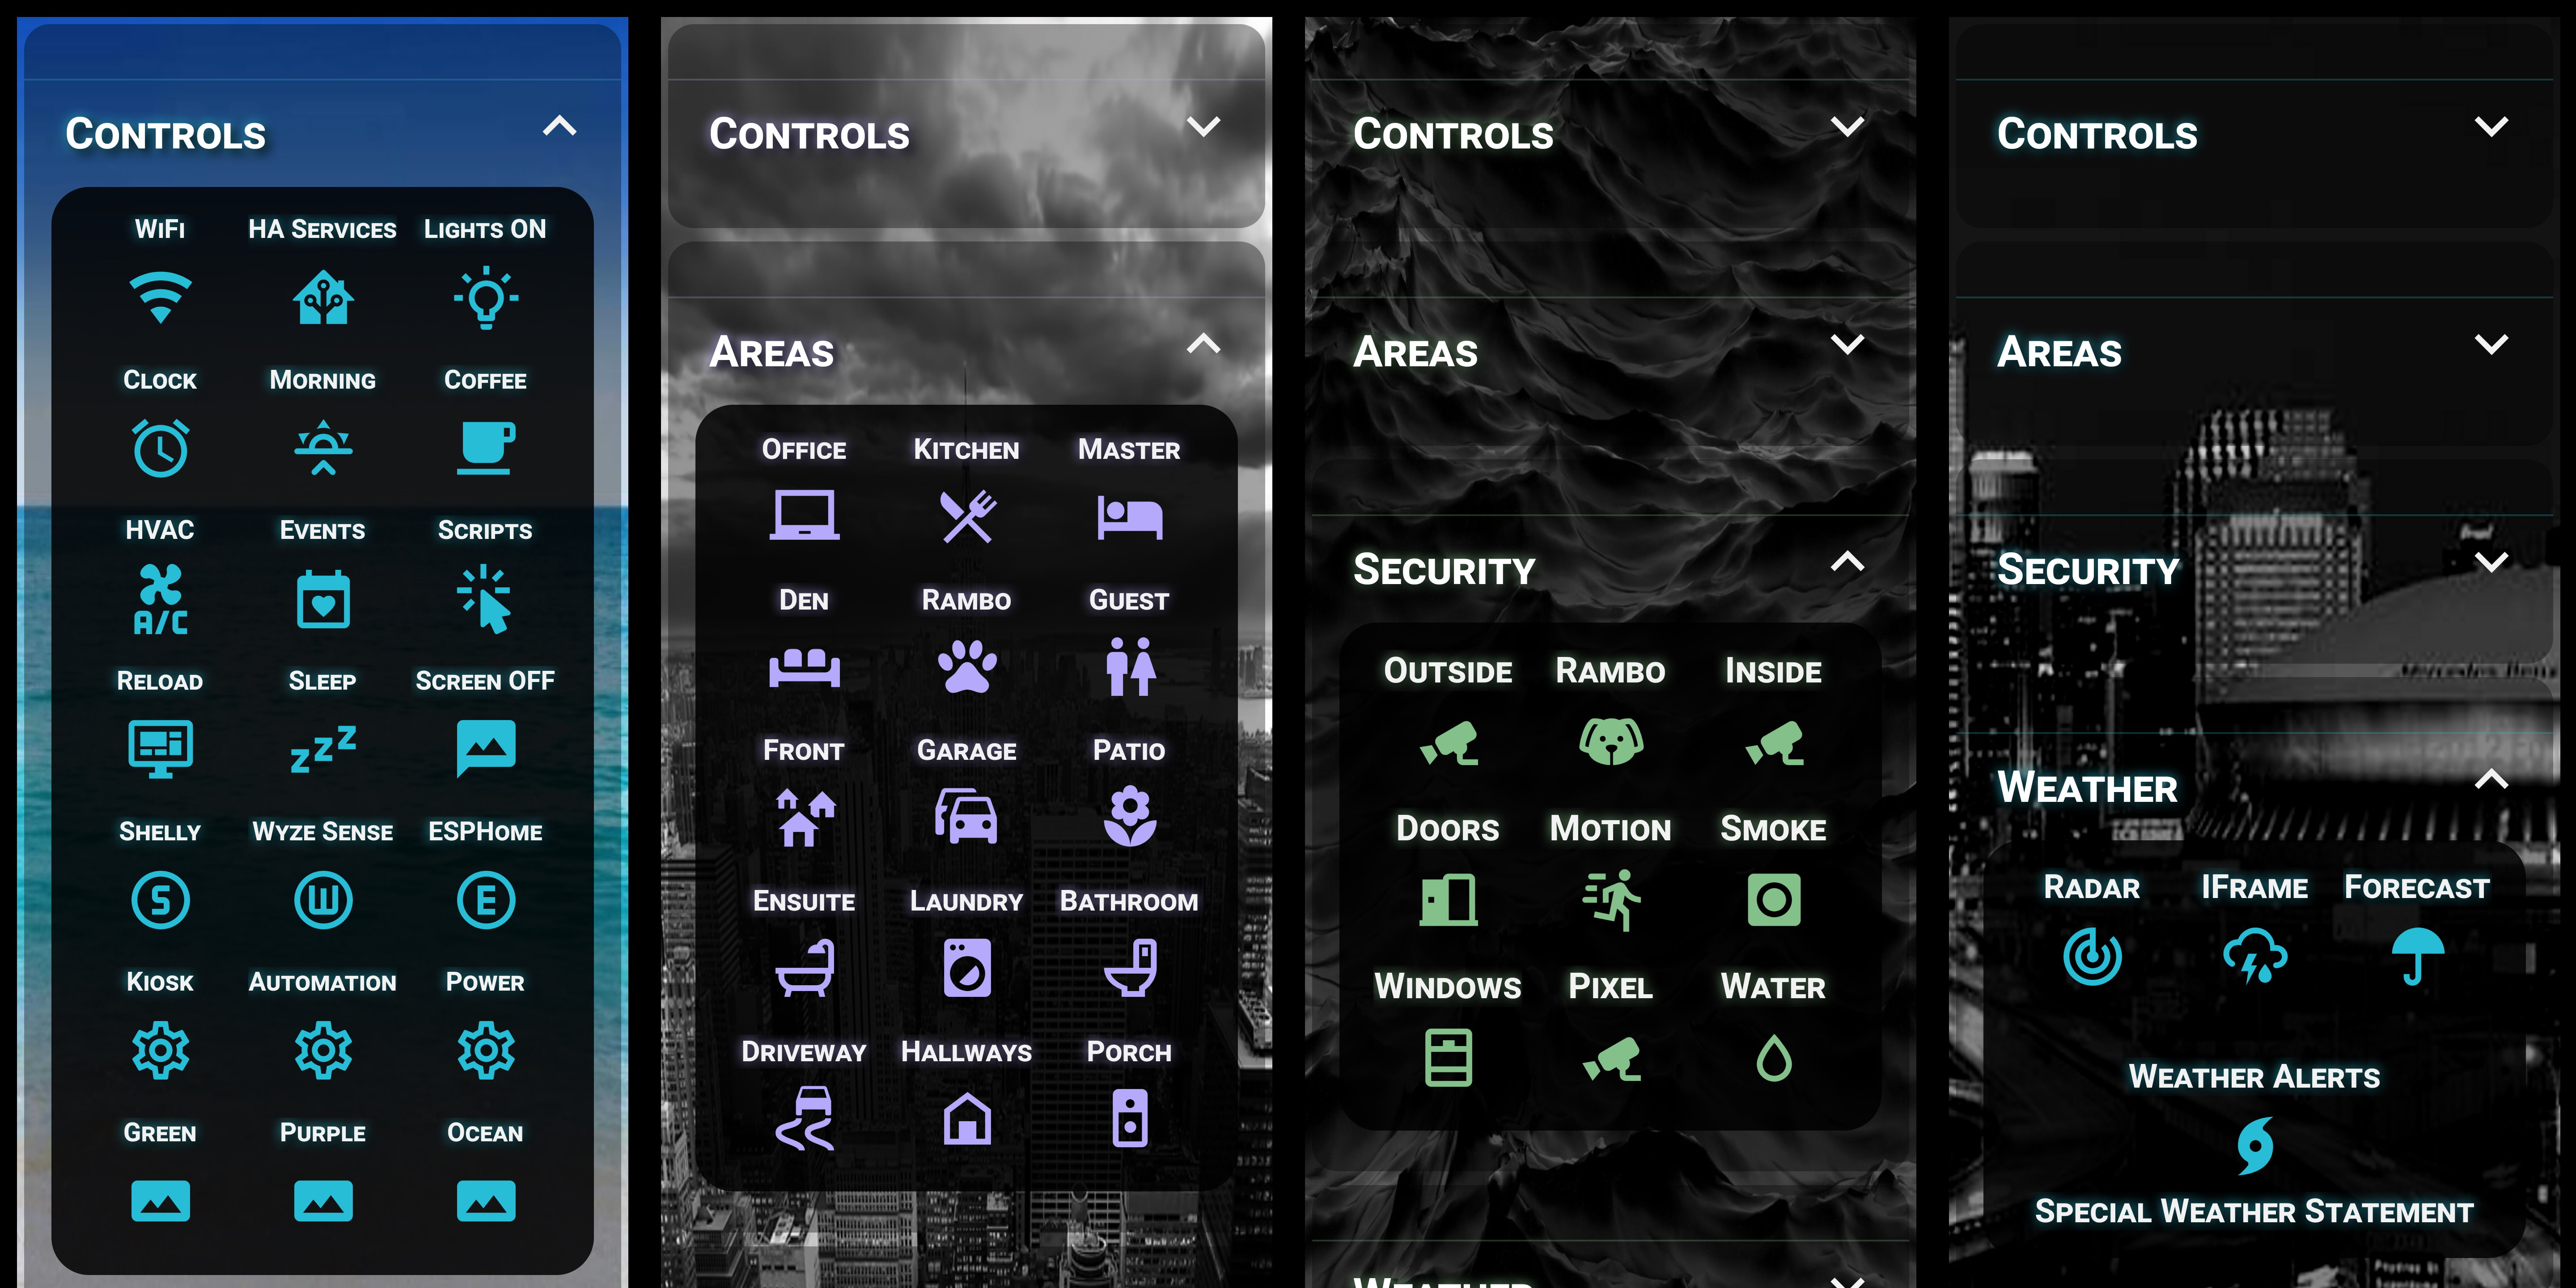 Controls
WiFi HA Services Lights ON
Clock Morning Coffee
HVAC Events Scripts
A/C
Reload Sleep Screen OFF
z z z
Shelly Wyze Sense ESPHome
S W E
Kiosk Automation Power
Green Purple Ocean
Controls
Areas
Office Kitchen Master
Den Rambo Guest
Front Garage Patio
Ensuite Laundry Bathroom
Driveway Hallways Porch
Controls
Areas
Security
Outside Rambo Inside
Doors Motion Smoke
Windows Pixel Water
Weather
Controls
Areas
Security
Weather
Radar IFrame Forecast
Weather Alerts
Special Weather Statement